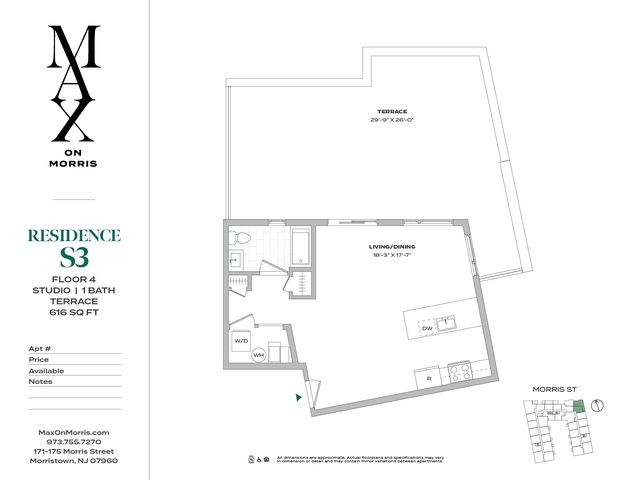 MAX
ON
MORRIS
RESIDENCE
S3
FLOOR 4
STUDIO | 1 BATH
TERRACE
616 SQ FT
Apt #
Price
Available
Notes
MaxOnMorris.com
973.755.7270
171-175 Morris Street
Morristown, NJ 07960
TERRACE
29'-9" X 26'-0"
LIVING/DINING
18'-3" X 17'-7"
DW
W/D
WH
R
MORRIS ST
All dimensions are approximate. Actual floorplans and specifications may vary
in dimension or detail and may contain minor variations between apartments.